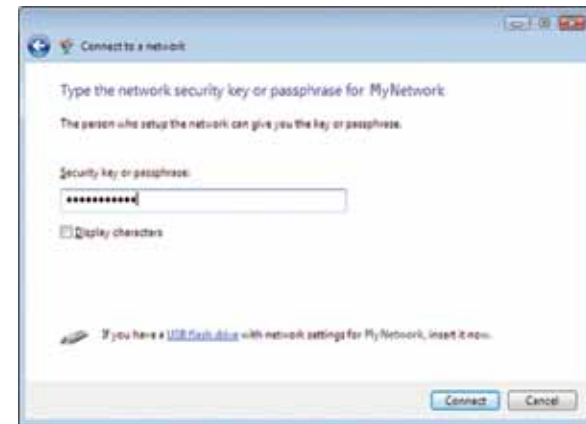 Connect to a network
Type the network security key or passphrase for MyNetwork
The person who setup the network can give you the key or passphrase.
Security key or passphrase:
•••••••••••
Display characters
If you have a USB flash drive with network settings for MyNetwork, insert it now.
Connect Cancel